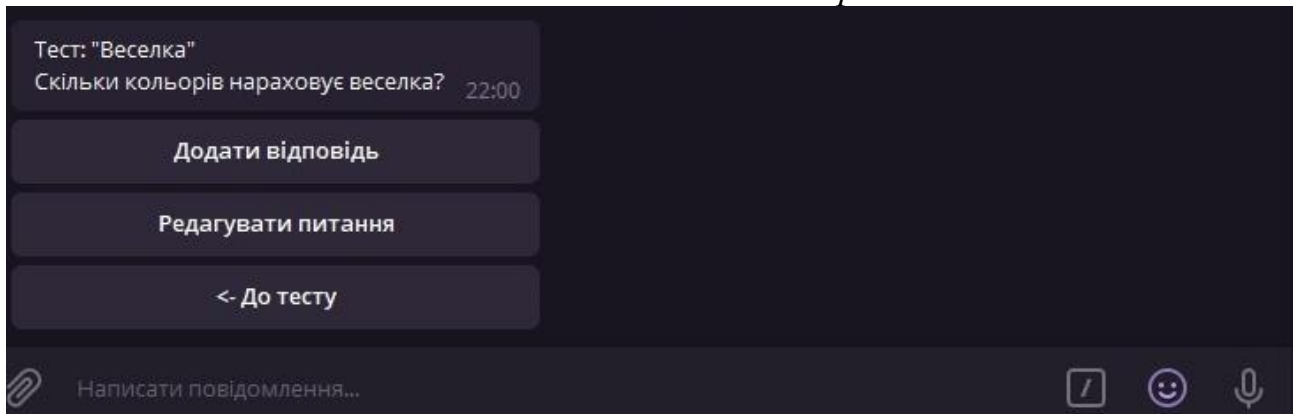 Тест: "Веселка"
Скільки кольорів нараховує веселка? 22:00
Додати відповідь
Редагувати питання
<- До тесту
Написати повідомлення...